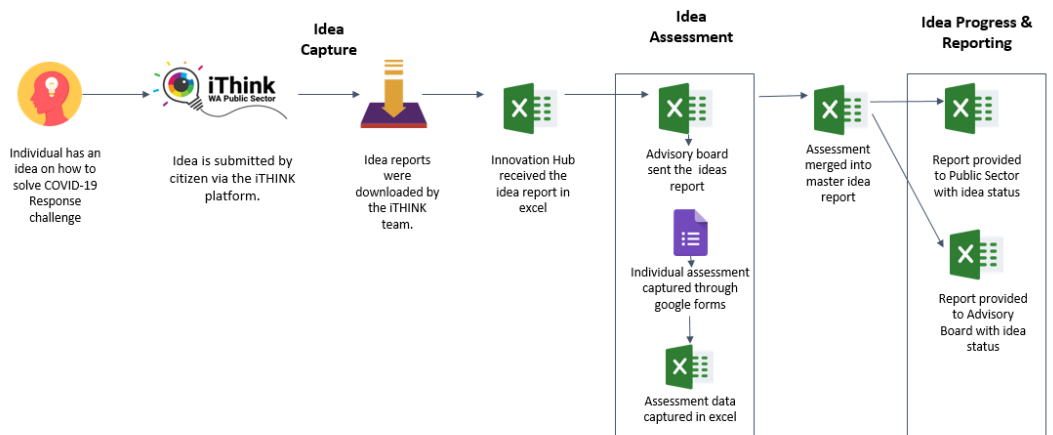 Idea
Capture
Idea
Assessment
Idea Progress &
Reporting
iThink
WA Public Sector
Individual has an
idea on how to
solve COVID-19
Response
challenge
Idea is submitted by
citizen via the iTHINK
platform.
Idea reports
were
downloaded by
the iTHINK
team.
X
Innovation Hub
received the
idea report in
excel
X
Advisory board
sent the ideas
report
Individual assessment
captured through
google forms
X
Assessment data
captured in excel
X
Assessment
merged into
master idea
report
X
Report provided
to Public Sector
with idea status
X
Report provided
to Advisory
Board with idea
status